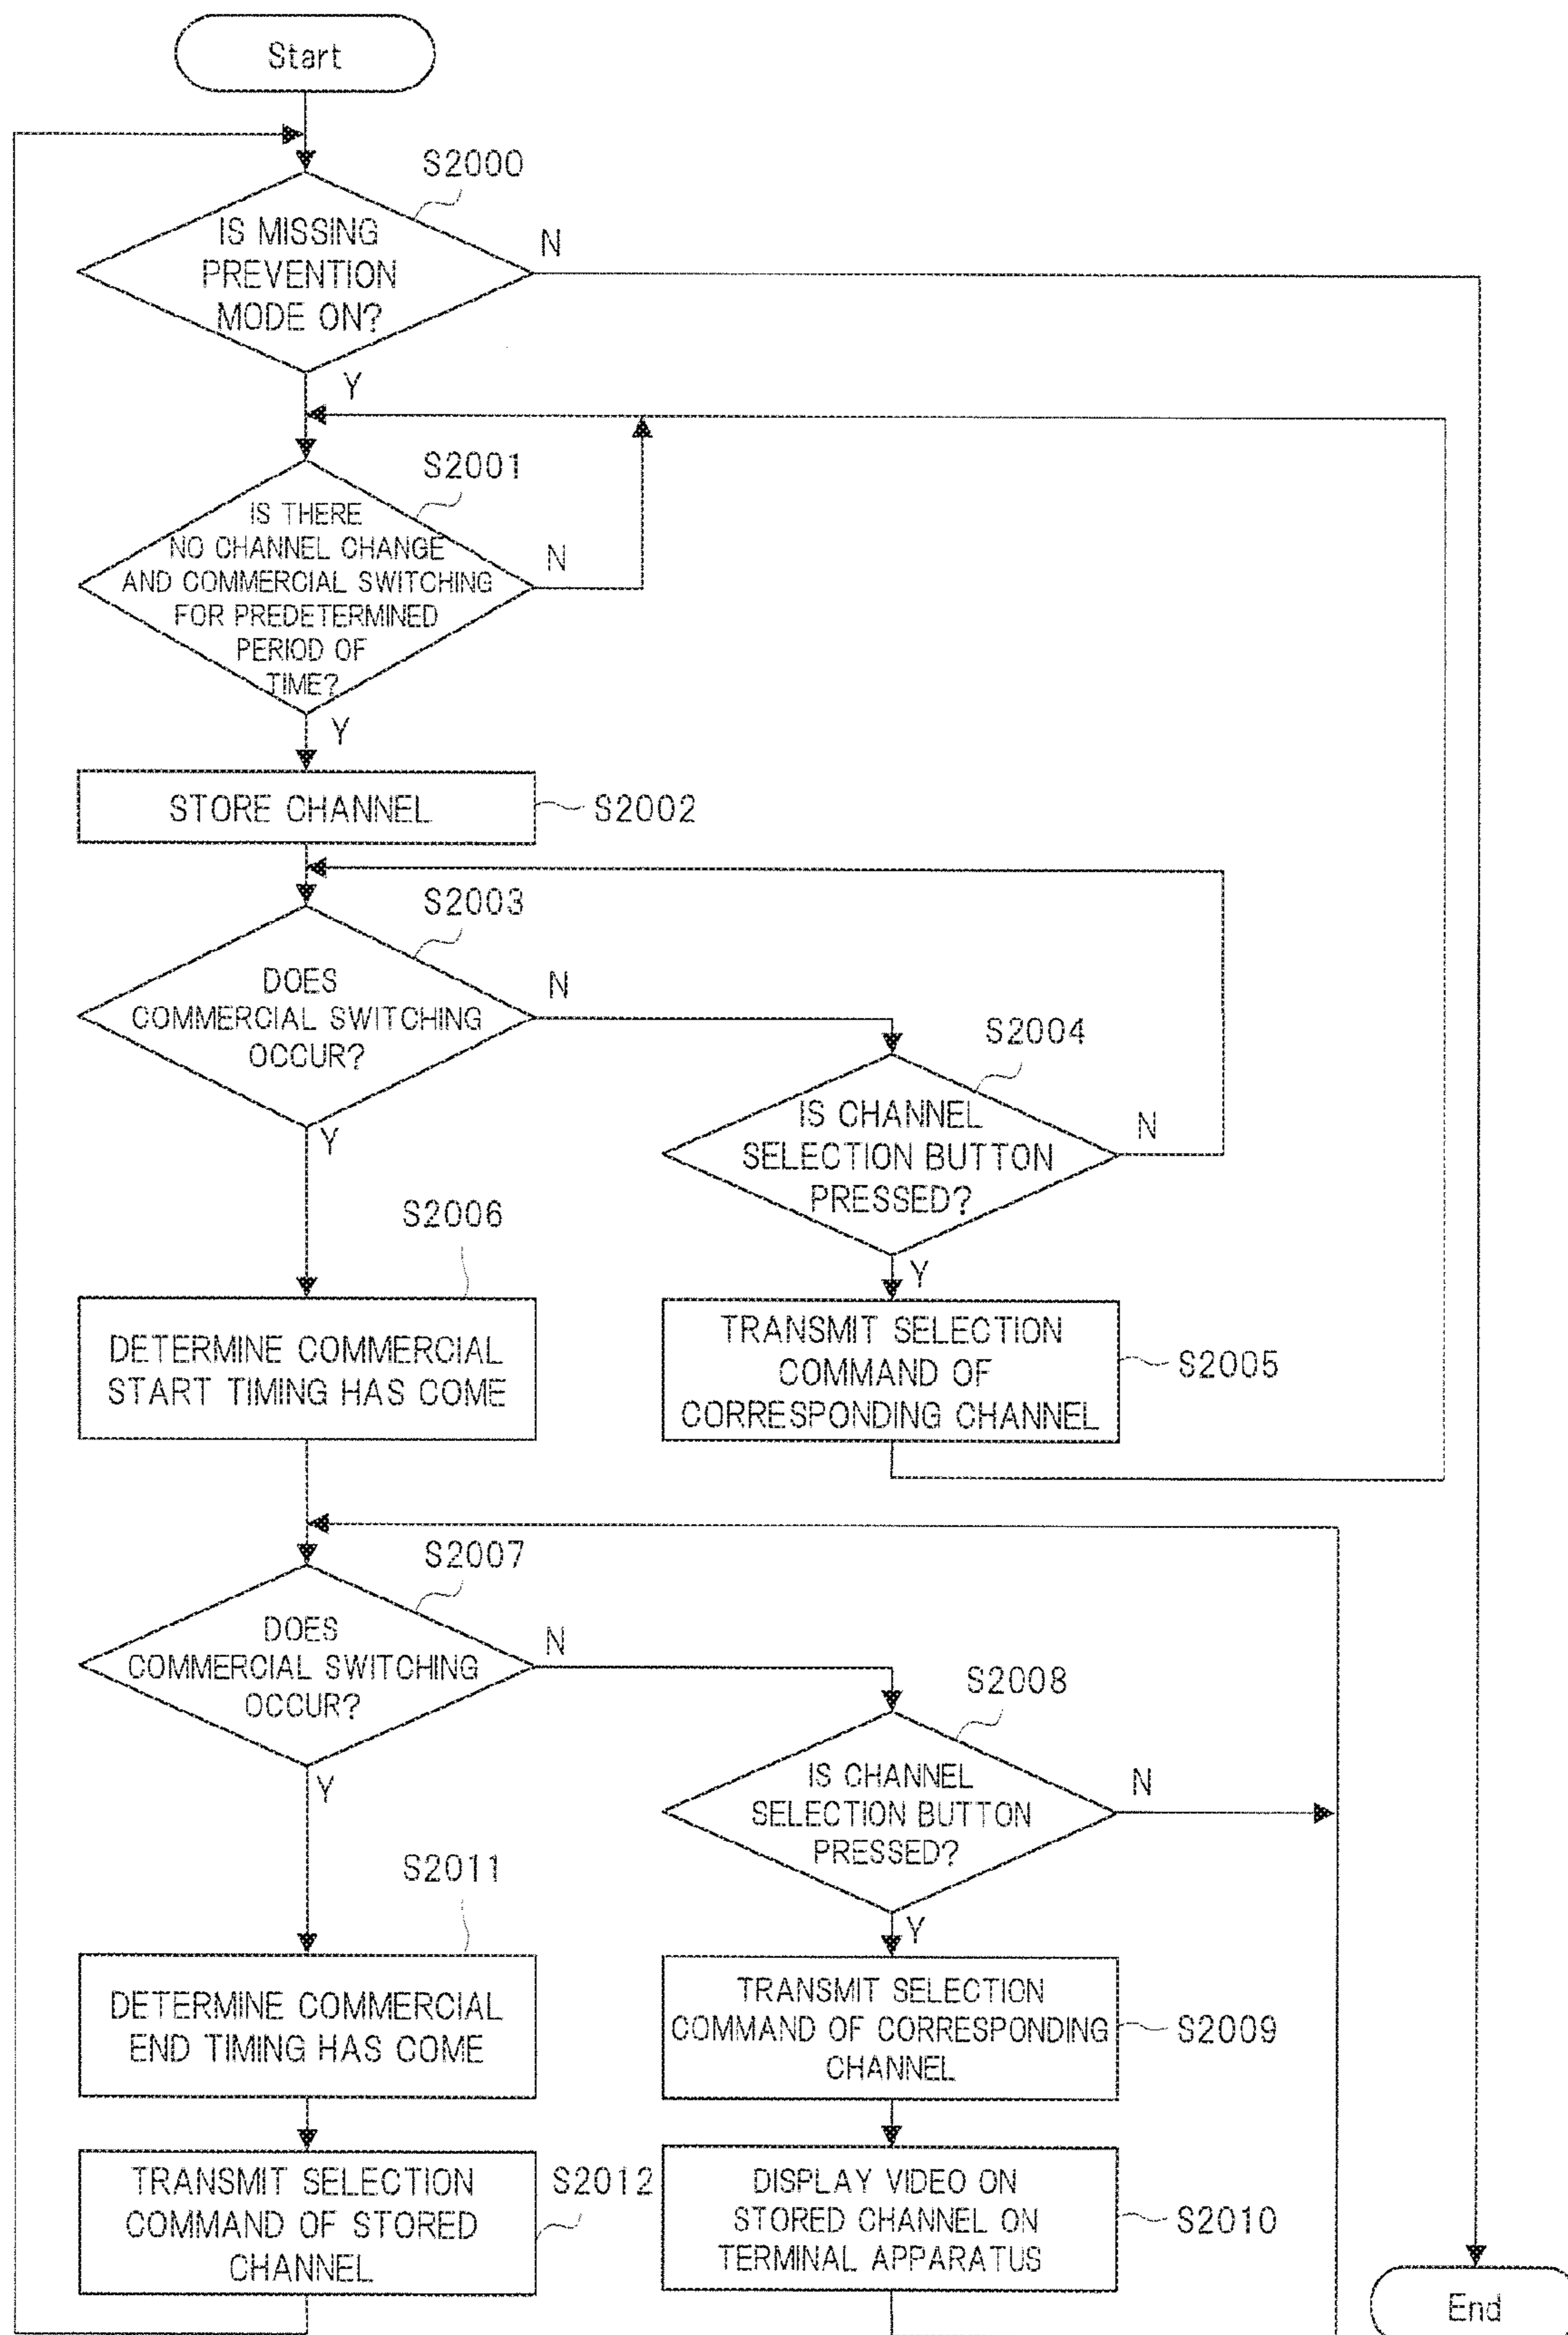 Start
S2000
IS MISSING
PREVENTION
MODE ON?
N
Y
S2001
IS THERE
NO CHANNEL CHANGE
AND COMMERCIAL SWITCHING
FOR PREDETERMINED
PERIOD OF
TIME?
N
Y
STORE CHANNEL
S2002
S2003
DOES
COMMERCIAL SWITCHING
OCCUR?
N
Y
S2004
IS CHANNEL
SELECTION BUTTON
PRESSED?
N
Y
S2006
DETERMINE COMMERCIAL
START TIMING HAS COME
TRANSMIT SELECTION
COMMAND OF
CORRESPONDING CHANNEL
S2005
S2007
DOES
COMMERCIAL SWITCHING
OCCUR?
N
Y
S2008
IS CHANNEL
SELECTION BUTTON
PRESSED?
N
Y
S2011
DETERMINE COMMERCIAL
END TIMING HAS COME
TRANSMIT SELECTION
COMMAND OF CORRESPONDING
CHANNEL
S2009
TRANSMIT SELECTION
COMMAND OF STORED
CHANNEL
S2012
DISPLAY VIDEO ON
STORED CHANNEL ON
TERMINAL APPARATUS
S2010
End